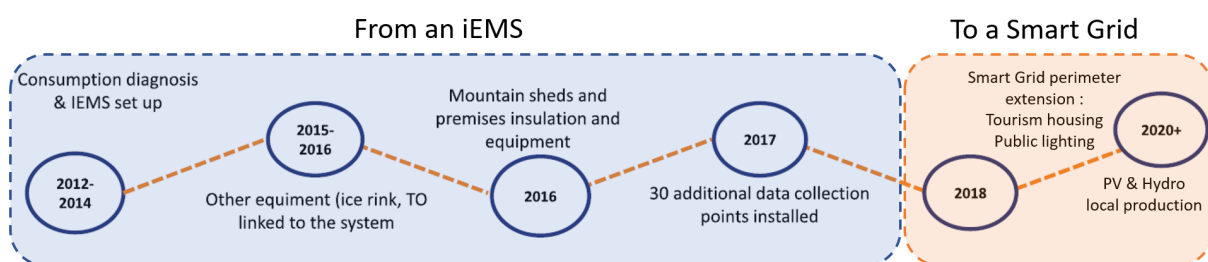 From an iEMS
To a Smart Grid
Consumption diagnosis
& IEMS set up
2012-
2014
2015-
2016
Other equiment (ice rink, TO
linked to the system
Mountain sheds and
premises insulation and
equipment
2016
2017
30 additional data collection
points installed
Smart Grid perimeter
extension :
Tourism housing
Public lighting
2018
2020+
PV & Hydro
local production